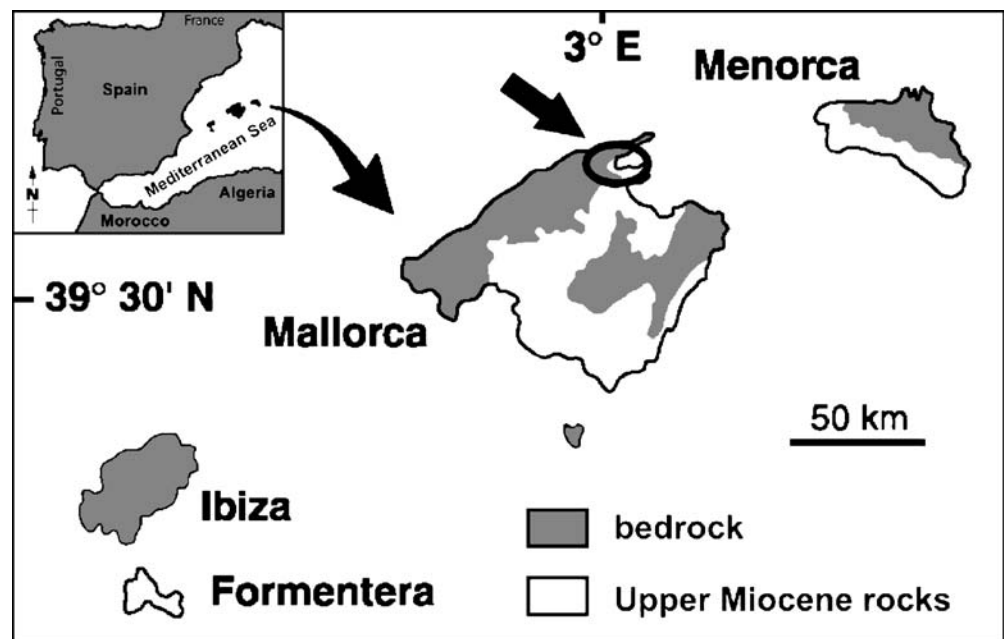 France
Portugal
Spain
Mediterranean Sea
N
Algeria
Morocco
3° E
Menorca
39° 30' N
Mallorca
50 km
Ibiza
bedrock
Formentera
Upper Miocene rocks